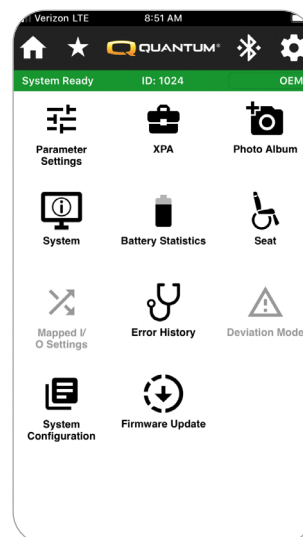 Verizon LTE 8:51 AM
QUANTUM®
System Ready ID: 1024 OEM
Parameter
Settings
XPA
Photo Album
System
Battery Statistics
Seat
Mapped I/
O Settings
Error History
Deviation Mode
System
Configuration
Firmware Update